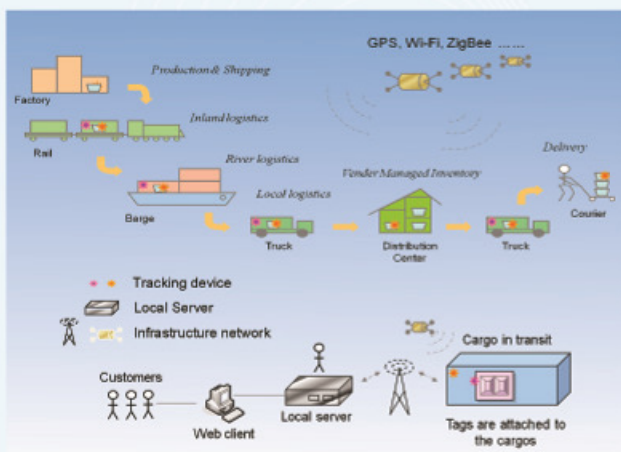 GPS, Wi-Fi, ZigBee ......
Production & Shipping
Factory
Inland logistics
Rail
River logistics
Delivery
Vender Managed Inventory
Local logistics
Barge
Courier
Truck
Distribution
Center
Truck
Tracking device
Local Server
Infrastructure network
Cargo in transit
Customers
Local server
Web client
Tags are attached to
the cargos